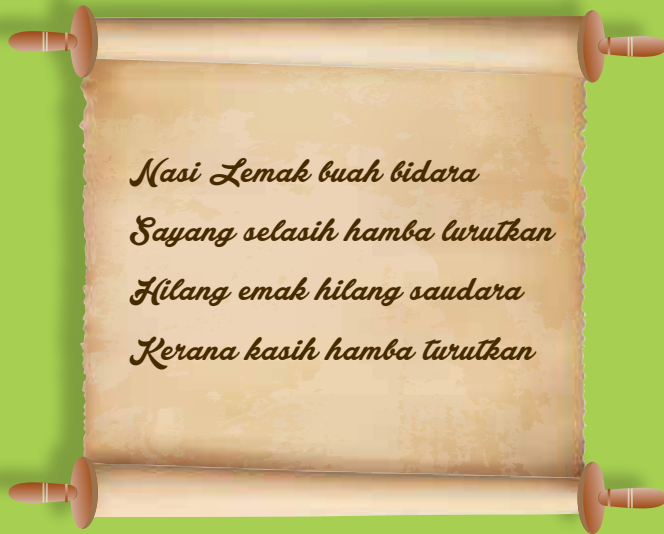 Nasi Lemak buah bidara
Sayang selasih hamba lurutkan
Hilang emak hilang saudara
Kerana kasih hamba turutkan